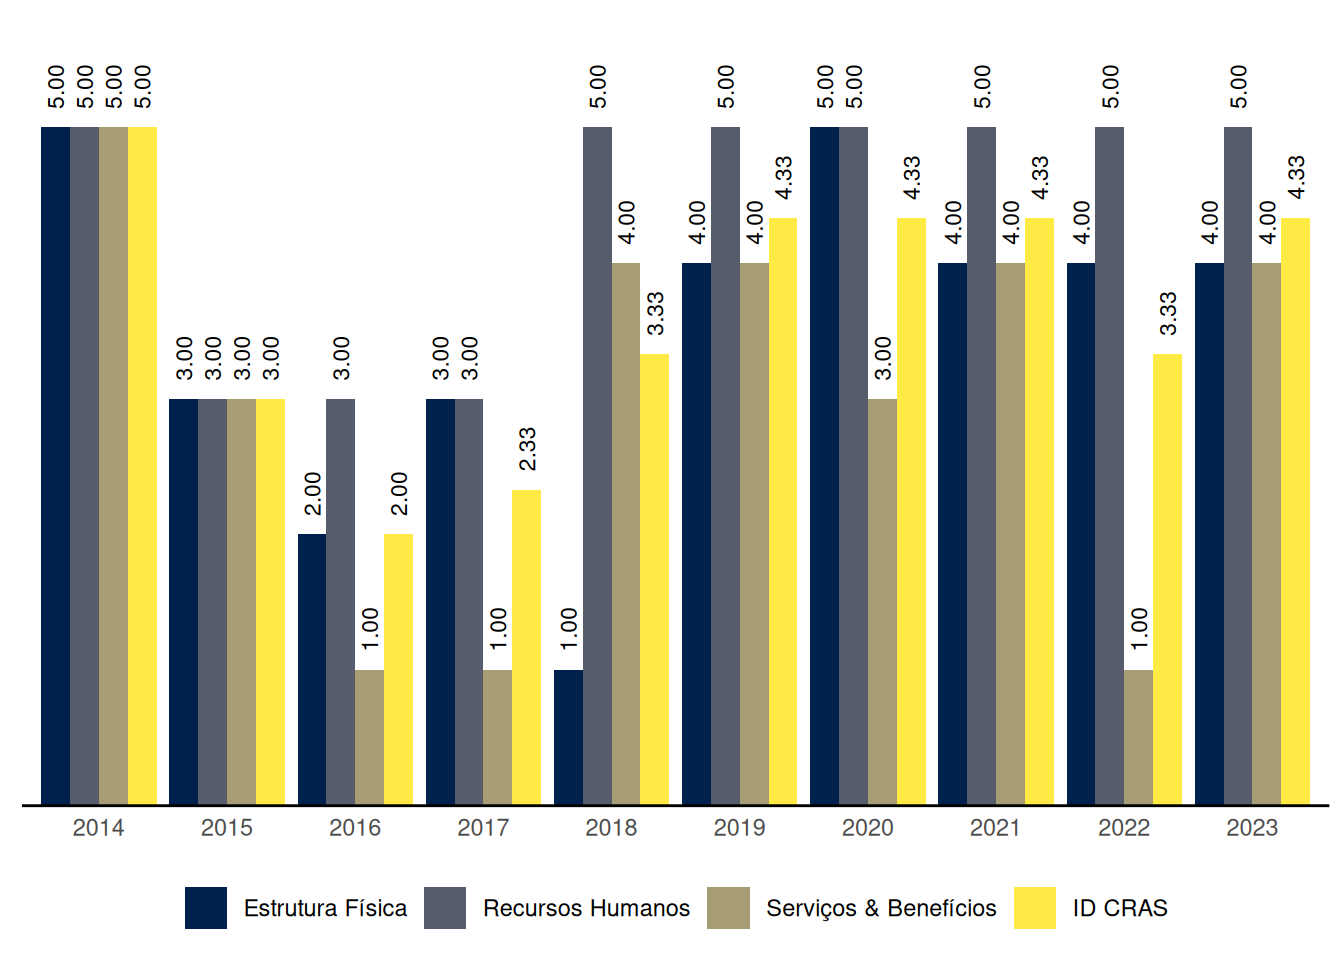 5.00 5.00 5.00 5.00
3.00 3.00 3.00 3.00
2.00 3.00 1.00 2.00
3.00 3.00 1.00 2.33
1.00 5.00 4.00 3.33
4.00 5.00 4.00 4.33
5.00 5.00 3.00 4.33
4.00 5.00 4.00 4.33
4.00 5.00 1.00 3.33
4.00 5.00 4.00 4.33
2014 2015 2016 2017 2018 2019 2020 2021 2022 2023
Estrutura Física Recursos Humanos Serviços & Benefícios ID CRAS